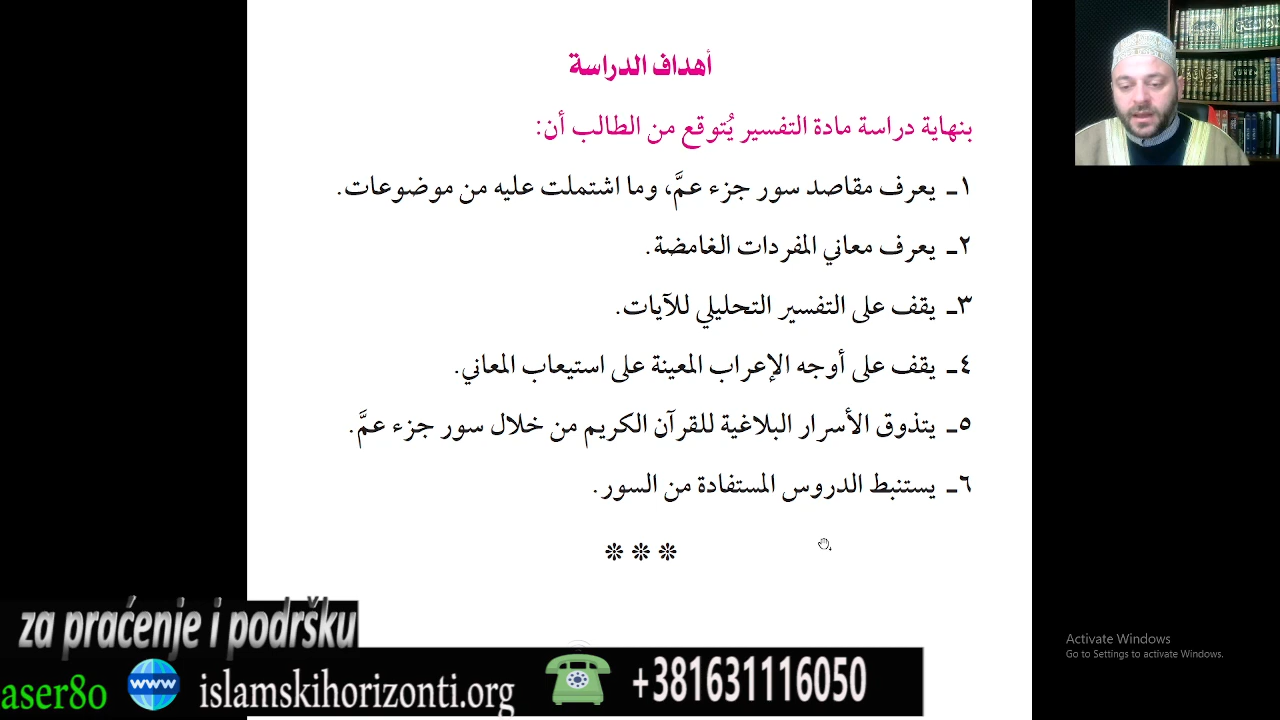 أهداف الدراسة
بنهاية دراسة مادة التفسير يُتوقع من الطالب أن:
١ـ يعرف مقاصد سور جزء عمَّ، وما اشتملت عليه من موضوعات.
٢ـ يعرف معاني المفردات الغامضة.
٣ـ يقف على التفسير التحليلي للآيات.
٤ـ يقف على أوجه الإعراب المعينة على استيعاب المعاني.
٥ـ يتذوق الأسرار البلاغية للقرآن الكريم من خلال سور جزء عمَّ.
٦ـ يستنبط الدروس المستفادة من السور.
za praćenje i podršku
aser80 www islamskihorizonti.org +381631116050
Activate Windows
Go to Settings to activate Windows.